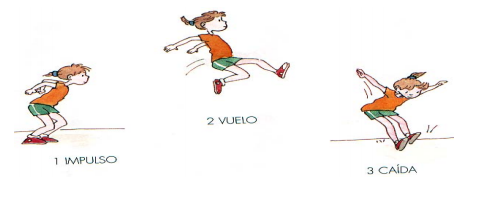 1 IMPULSO
2 VUELO
3 CAÍDA